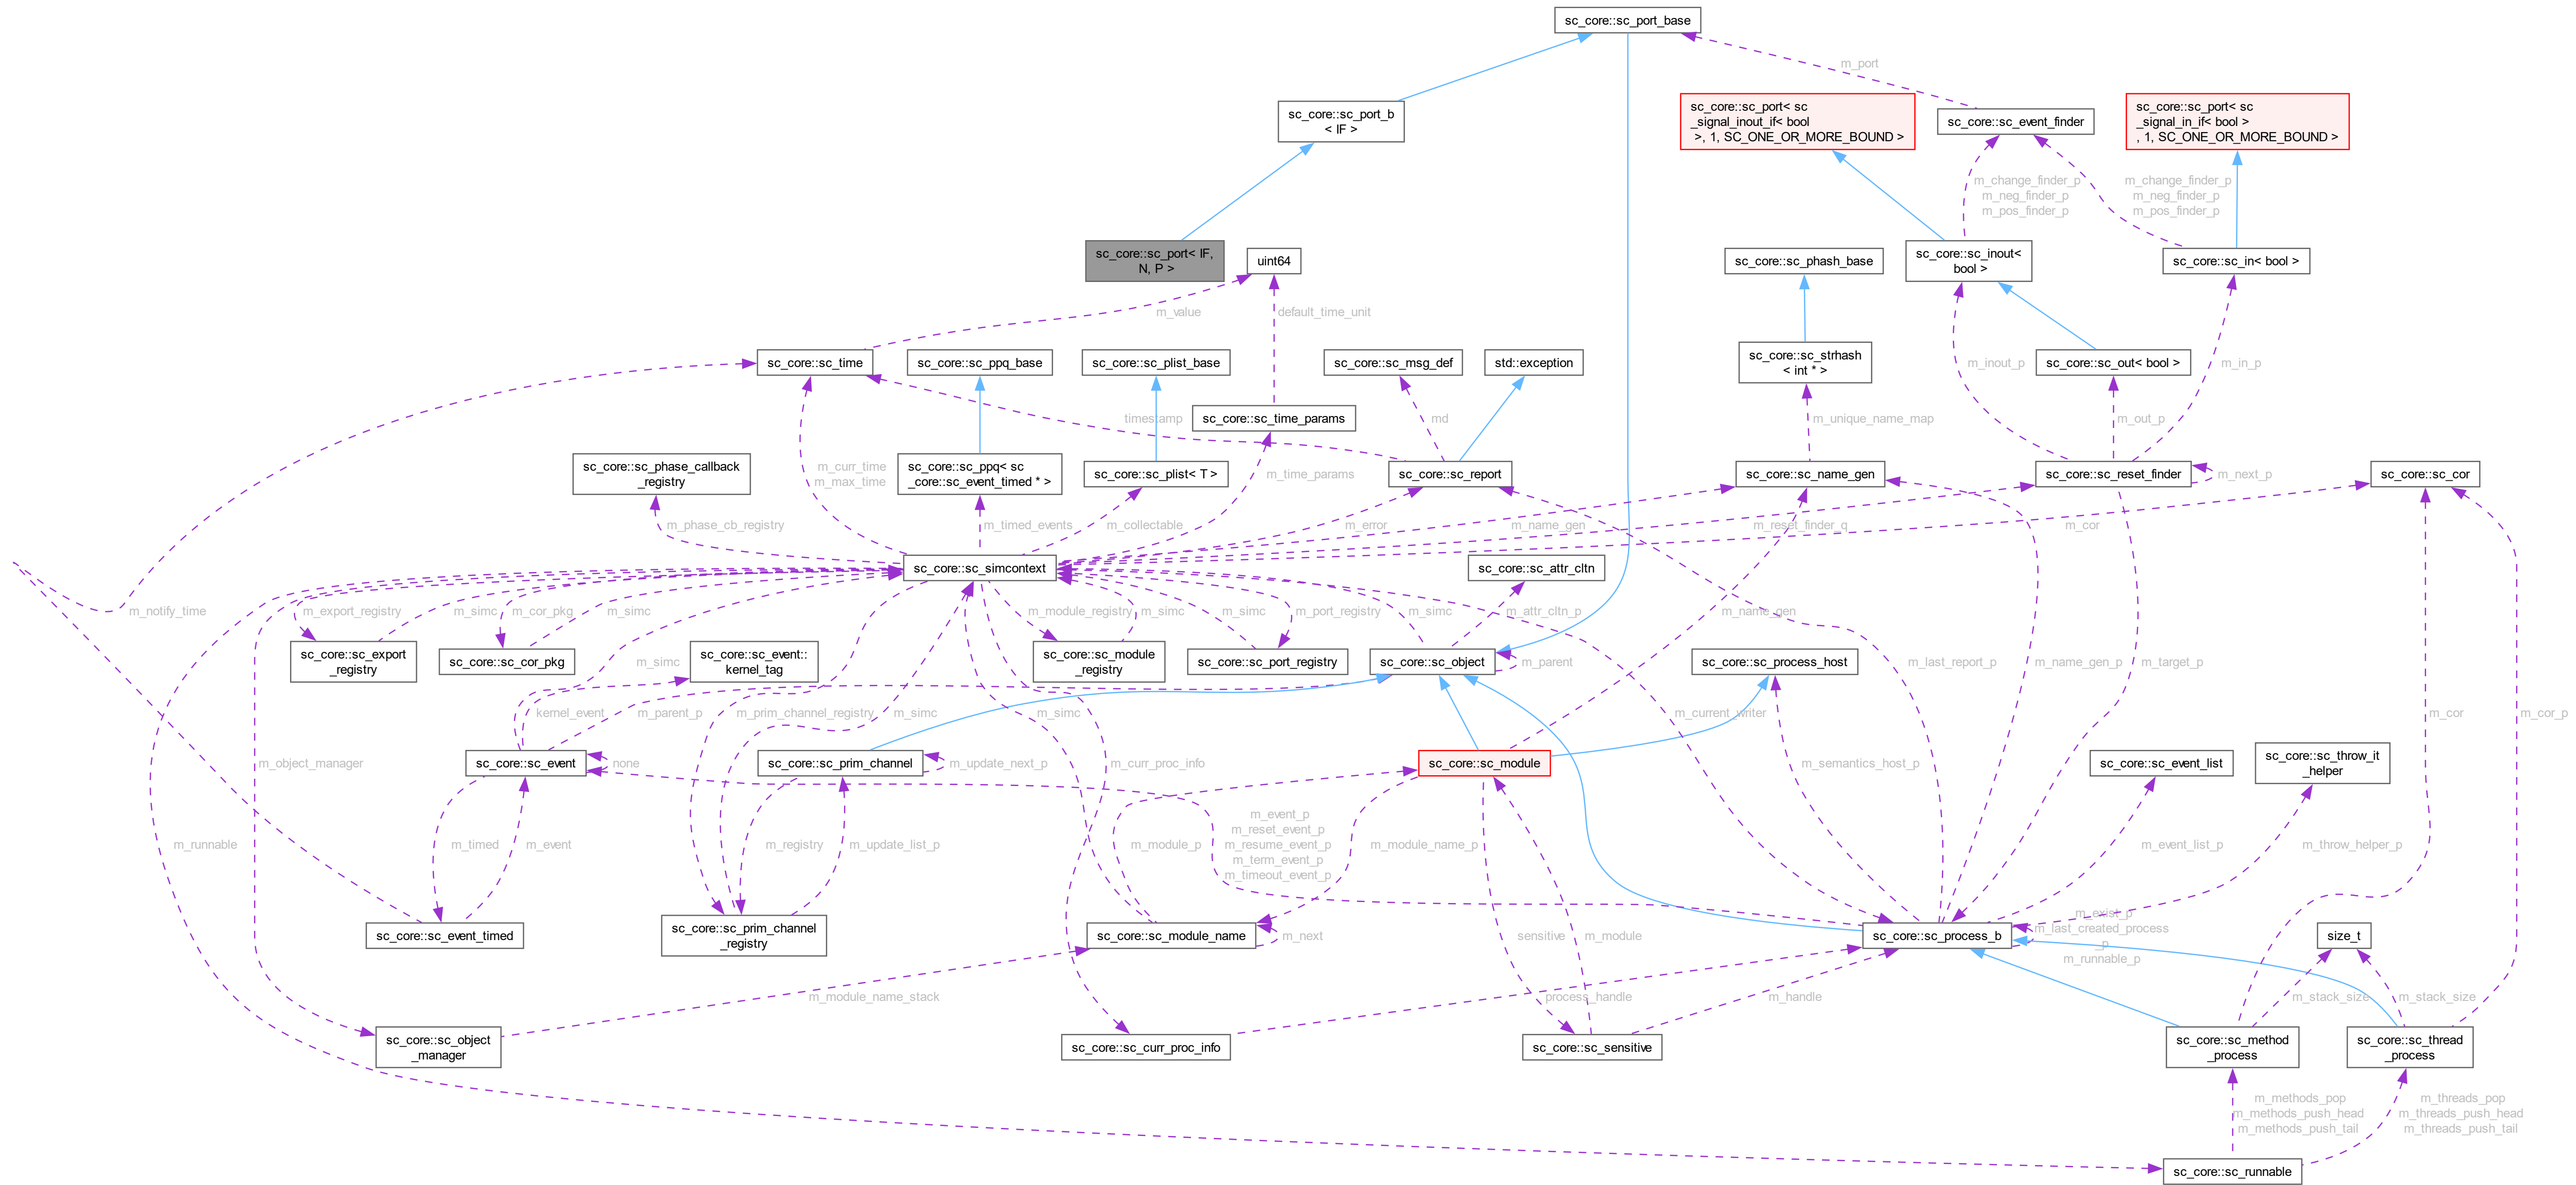 sc_core::sc_port_base
m_port
sc_core::sc_port_b
< IF >
sc_core::sc_port< sc
_signal_inout_if< bool
>, 1, SC_ONE_OR_MORE_BOUND >
sc_core::sc_event_finder
sc_core::sc_port< sc
_signal_in_if< bool >
, 1, SC_ONE_OR_MORE_BOUND >
m_change_finder_p
m_neg_finder_p
m_pos_finder_p
m_change_finder_p
m_neg_finder_p
m_pos_finder_p
sc_core::sc_port< IF,
N, P >
uint64
sc_core::sc_phash_base
sc_core::sc_inout<
bool >
sc_core::sc_in< bool >
m_value
default_time_unit
sc_core::sc_time
sc_core::sc_ppq_base
sc_core::sc_plist_base
sc_core::sc_msg_def
std::exception
sc_core::sc_strhash
< int * >
m_inout_p
sc_core::sc_out< bool >
m_in_p
sc_core::sc_time_params
timestamp
md
m_unique_name_map
m_out_p
sc_core::sc_phase_callback
_registry
m_curr_time
m_max_time
sc_core::sc_ppq< sc
_core::sc_event_timed * >
sc_core::sc_plist< T >
m_time_params
sc_core::sc_report
sc_core::sc_name_gen
sc_core::sc_reset_finder
m_next_p
sc_core::sc_cor
m_phase_cb_registry
m_timed_events
m_collectable
m_error
m_name_gen
m_reset_finder_q
m_cor
sc_core::sc_simcontext
sc_core::sc_attr_cltn
m_notify_time
m_export_registry
m_simc
m_cor_pkg
m_simc
m_module_registry
m_simc
m_simc
m_port_registry
m_simc
m_attr_cltn_p
m_name_gen
sc_core::sc_export
_registry
sc_core::sc_cor_pkg
m_simc
sc_core::sc_event::
kernel_tag
sc_core::sc_module
_registry
sc_core::sc_port_registry
sc_core::sc_object
m_parent
sc_core::sc_process_host
m_last_report_p
m_name_gen_p
m_target_p
kernel_event
m_parent_p
m_prim_channel_registry
m_simc
m_simc
m_current_writer
m_cor
m_cor_p
m_object_manager
sc_core::sc_event
none
sc_core::sc_prim_channel
m_update_next_p
m_curr_proc_info
sc_core::sc_module
m_semantics_host_p
sc_core::sc_event_list
sc_core::sc_throw_it
_helper
m_runnable
m_timed
m_event
m_registry
m_update_list_p
m_module_p
m_event_p
m_reset_event_p
m_resume_event_p
m_term_event_p
m_timeout_event_p
m_module_name_p
m_event_list_p
m_throw_helper_p
sc_core::sc_event_timed
sc_core::sc_prim_channel
_registry
sc_core::sc_module_name
m_next
sensitive
m_module
sc_core::sc_process_b
m_exist_p
m_last_created_process
_p
m_runnable_p
size_t
m_module_name_stack
process_handle
m_handle
m_stack_size
m_stack_size
sc_core::sc_object
_manager
sc_core::sc_curr_proc_info
sc_core::sc_sensitive
sc_core::sc_method
_process
sc_core::sc_thread
_process
m_methods_pop
m_methods_push_head
m_methods_push_tail
m_threads_pop
m_threads_push_head
m_threads_push_tail
sc_core::sc_runnable